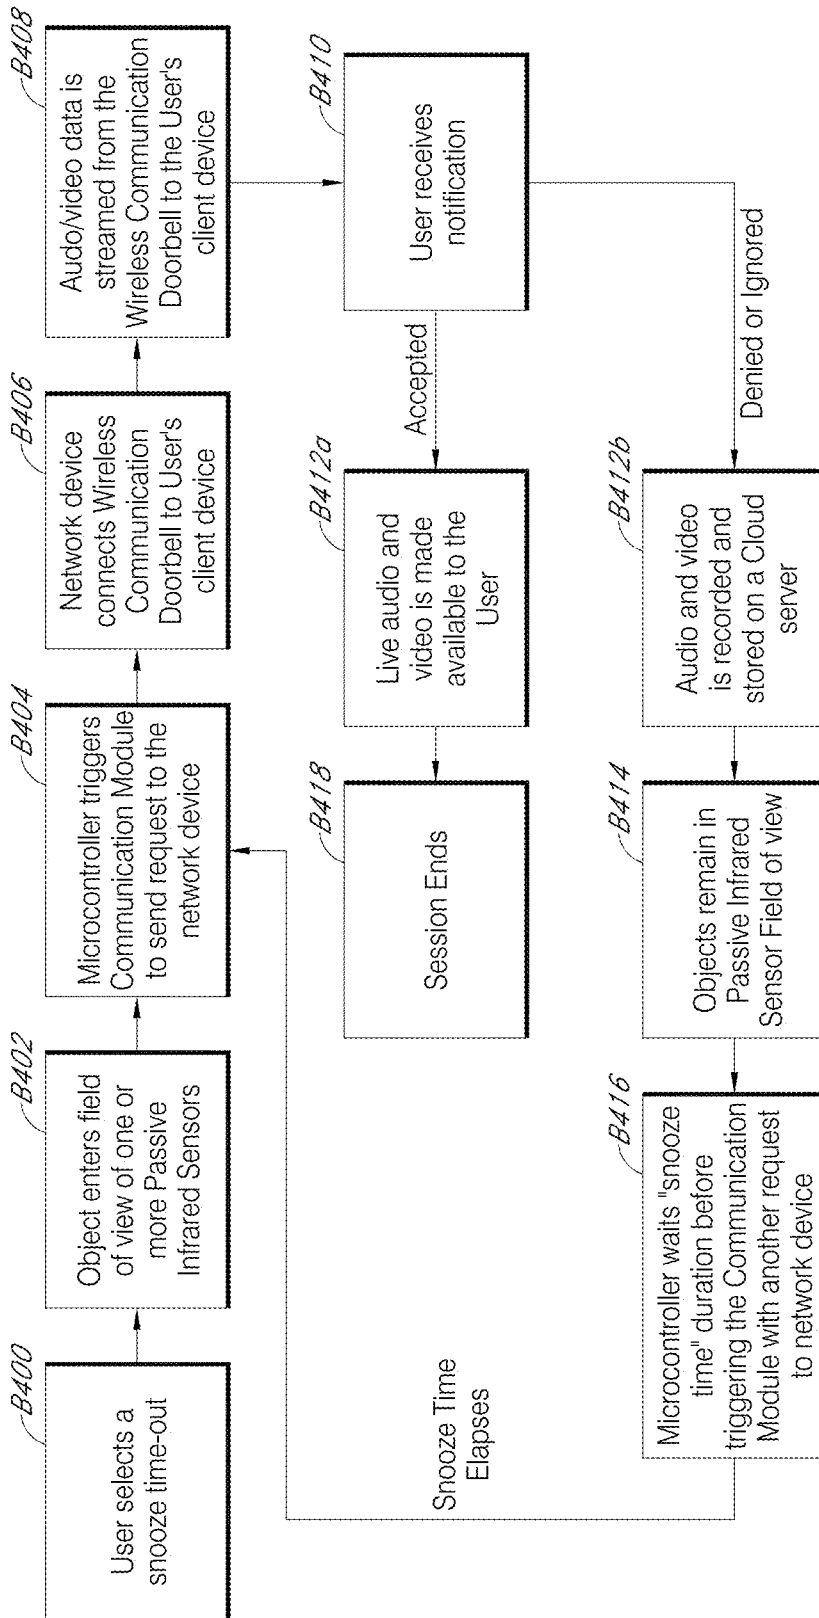 B400
User selects a
snooze time-out
B402
Object enters field
of view of one or
more Passive
Infrared Sensors
B404
Microcontroller triggers
Communication Module
to send request to the
network device
B406
Network device
connects Wireless
Communication
Doorbell to User's
client device
B408
Audo/video data is
streamed from the
Wireless Communication
Doorbell to the User's
client device
B410
User receives
notification
Accepted
B412a
Live audio and
video is made
available to the
User
B418
Session Ends
Denied or Ignored
B412b
Audio and video
is recorded and
stored on a Cloud
server
B414
Objects remain in
Passive Infrared
Sensor Field of view
B416
Microcontroller waits "snooze
time" duration before
triggering the Communication
Module with another request
to network device
Snooze Time
Elapses